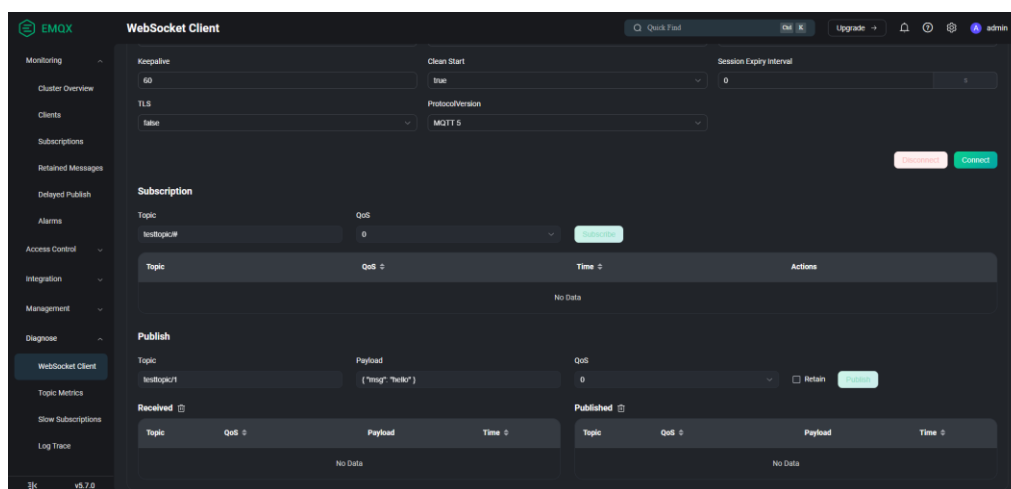 EMQX
WebSocket Client
Quick Find
Ctrl K
Upgrade →
A admin
Monitoring
Cluster Overview
Clients
Subscriptions
Retained Messages
Delayed Publish
Alarms
Access Control
Integration
Management
Diagnose
WebSocket Client
Topic Metrics
Slow Subscriptions
Log Trace
v5.7.0
Keepalive
Clean Start
Session Expiry Interval
60
true
0
s
TLS
ProtocolVersion
false
MQTT 5
Disconnect
Connect
Subscription
Topic
QoS
testtopic/#
0
Subscribe
Topic
QoS
Time
Actions
No Data
Publish
Topic
Payload
QoS
testtopic/1
{ "msg": "hello" }
0
Retain
Publish
Received
Published
Topic
QoS
Payload
Time
Topic
QoS
Payload
Time
No Data
No Data